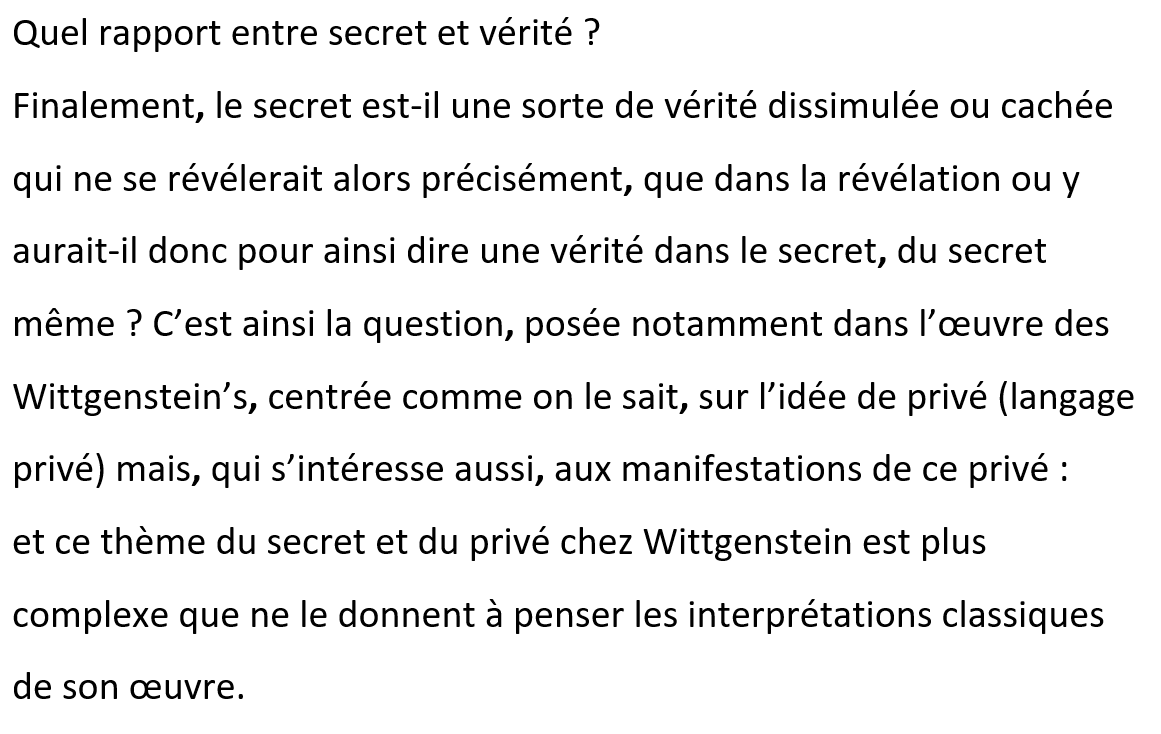 Quel rapport entre secret et vérité ?
Finalement, le secret est-il une sorte de vérité dissimulée ou cachée
qui ne se révélerait alors précisément, que dans la révélation ou y
aurait-il donc pour ainsi dire une vérité dans le secret, du secret
même ? C’est ainsi la question, posée notamment dans l’œuvre des
Wittgenstein’s, centrée comme on le sait, sur l’idée de privé (langage
privé) mais, qui s’intéresse aussi, aux manifestations de ce privé :
et ce thème du secret et du privé chez Wittgenstein est plus
complexe que ne le donnent à penser les interprétations classiques
de son œuvre.